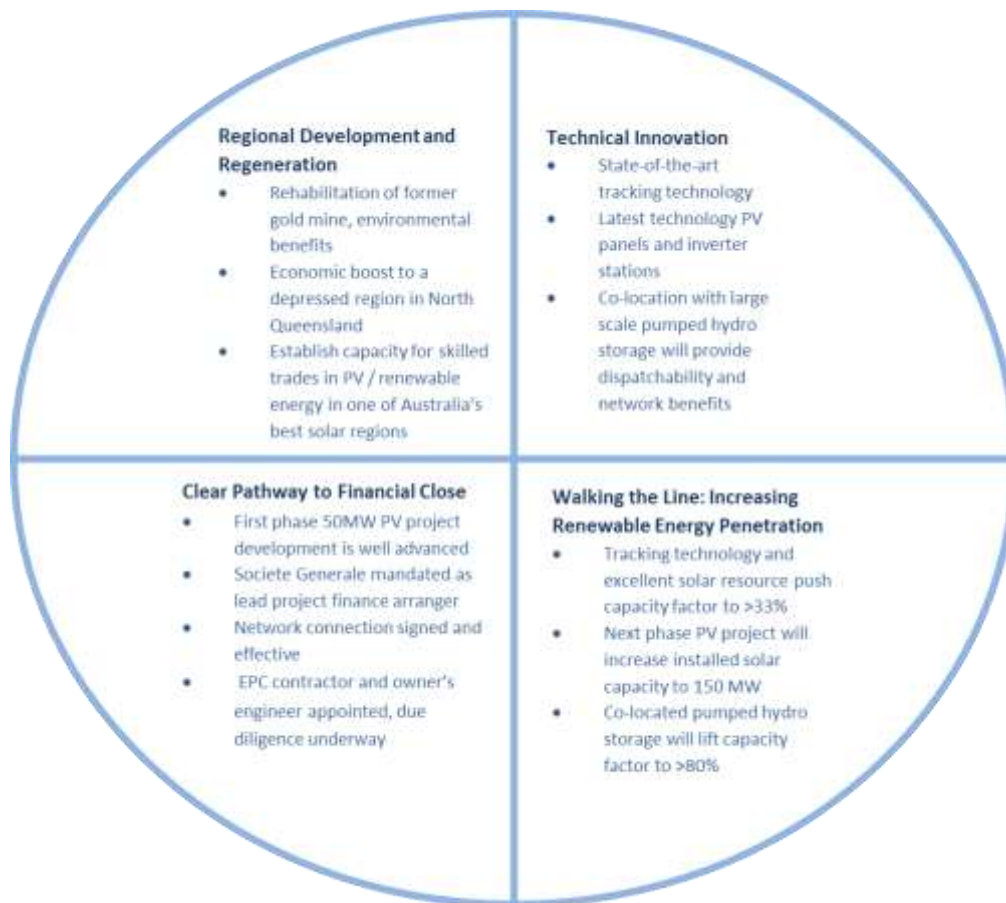 Regional Development and
Regeneration
• Rehabilitation of former
gold mine, environmental
benefits
• Economic boost to a
depressed region in North
Queensland
• Establish capacity for skilled
trades in PV / renewable
energy in one of Australia's
best solar regions
Technical Innovation
• State-of-the-art
tracking technology
• Latest technology PV
panels and inverter
stations
• Co-location with large
scale pumped hydro
storage will provide
dispatchability and
network benefits
Clear Pathway to Financial Close
• First phase 50MW PV project
development is well advanced
• Societe Generale mandated as
lead project finance arranger
• Network connection signed and
effective
• EPC contractor and owner's
engineer appointed, due
diligence underway
Walking the Line: Increasing
Renewable Energy Penetration
• Tracking technology and
excellent solar resource push
capacity factor to >33%
• Next phase PV project will
increase installed solar
capacity to 150 MW
• Co-located pumped hydro
storage will lift capacity
factor to >80%